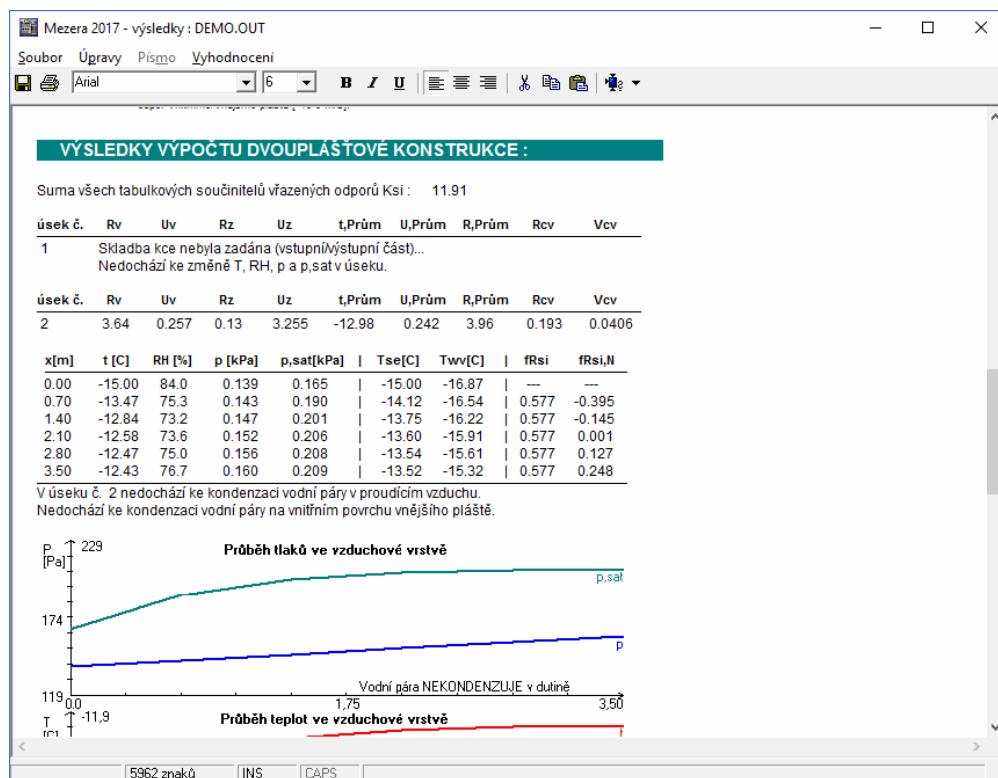 Mezera 2017 - výsledky : DEMO.OUT
Soubor Úpravy Písmo Vyhodnocení
Arial 6 B I U
VÝSLEDKY VÝPOČTU DVOUPLÁŠŤOVÉ KONSTRUKCE :
Suma všech tabulkových součinitelů vřazených odporů Ksi : 11.91
úsek č. Rv Uv Rz Uz t,Prům U,Prům R,Prům Rcv Vcv
1 Skladba kce nebyla zadána (vstupní/výstupní část)...
Nedochází ke změně T, RH, p a p,sat v úseku.
úsek č. Rv Uv Rz Uz t,Prům U,Prům R,Prům Rcv Vcv
2 3.64 0.257 0.13 3.255 -12.98 0.242 3.96 0.193 0.0406
x[m] t [C] RH [%] p [kPa] p,sat[kPa] | Tse[C] Twv[C] | fRsi fRsi,N
0.00 -15.00 84.0 0.139 0.165 | -15.00 -16.87 | --- ---
0.70 -13.47 75.3 0.143 0.190 | -14.12 -16.54 | 0.577 -0.395
1.40 -12.84 73.2 0.147 0.201 | -13.75 -16.22 | 0.577 -0.145
2.10 -12.58 73.6 0.152 0.206 | -13.60 -15.91 | 0.577 0.001
2.80 -12.47 75.0 0.156 0.208 | -13.54 -15.61 | 0.577 0.127
3.50 -12.43 76.7 0.160 0.209 | -13.52 -15.32 | 0.577 0.248
V úseku č. 2 nedochází ke kondenzaci vodní páry v proudícím vzduchu.
Nedochází ke kondenzaci vodní páry na vnitřním povrchu vnějšího pláště.
P 229 Průběh tlaků ve vzduchové vrstvě
[Pa]
p,sat
174
p
Vodní pára NEKONDENZUJE v dutině
119
0.0 1,75 3,50
T -11,9 Průběh teplot ve vzduchové vrstvě
[C] t
5962 znaků INS CAPS